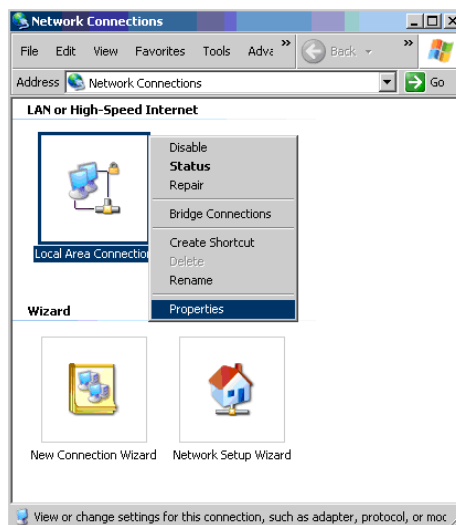 Network Connections
File Edit View Favorites Tools Adva » Back »
Address Network Connections Go
LAN or High-Speed Internet
Disable
Status
Repair
Bridge Connections
Create Shortcut
Delete
Rename
Properties
Local Area Connection
Wizard
New Connection Wizard Network Setup Wizard
View or change settings for this connection, such as adapter, protocol, or moc